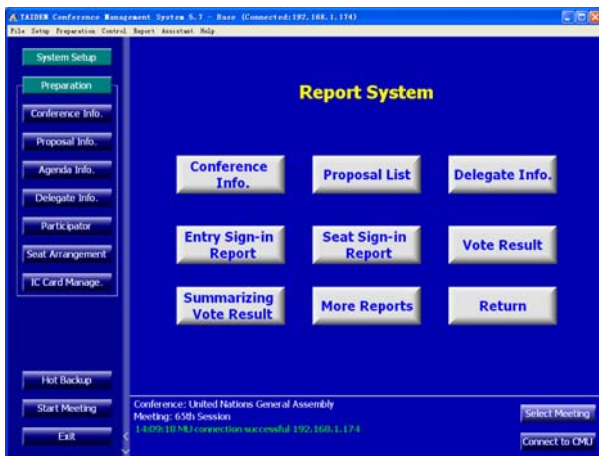 TAIDEN Conference Management System 5.7 - Base (Connected:192.168.1.174)
File Setup Preparation Control Report Assistant Help
System Setup
Preparation
Conference Info.
Proposal Info.
Agenda Info.
Delegate Info.
Participator
Seat Arrangement
IC Card Manage.
Hot Backup
Start Meeting
Exit
Report System
Conference
Info.
Proposal List
Delegate Info.
Entry Sign-in
Report
Seat Sign-in
Report
Vote Result
Summarizing
Vote Result
More Reports
Return
Conference: United Nations General Assembly
Meeting: 65th Session
14:09:18 MU connection successful 192.168.1.174
Select Meeting
Connect to CMU